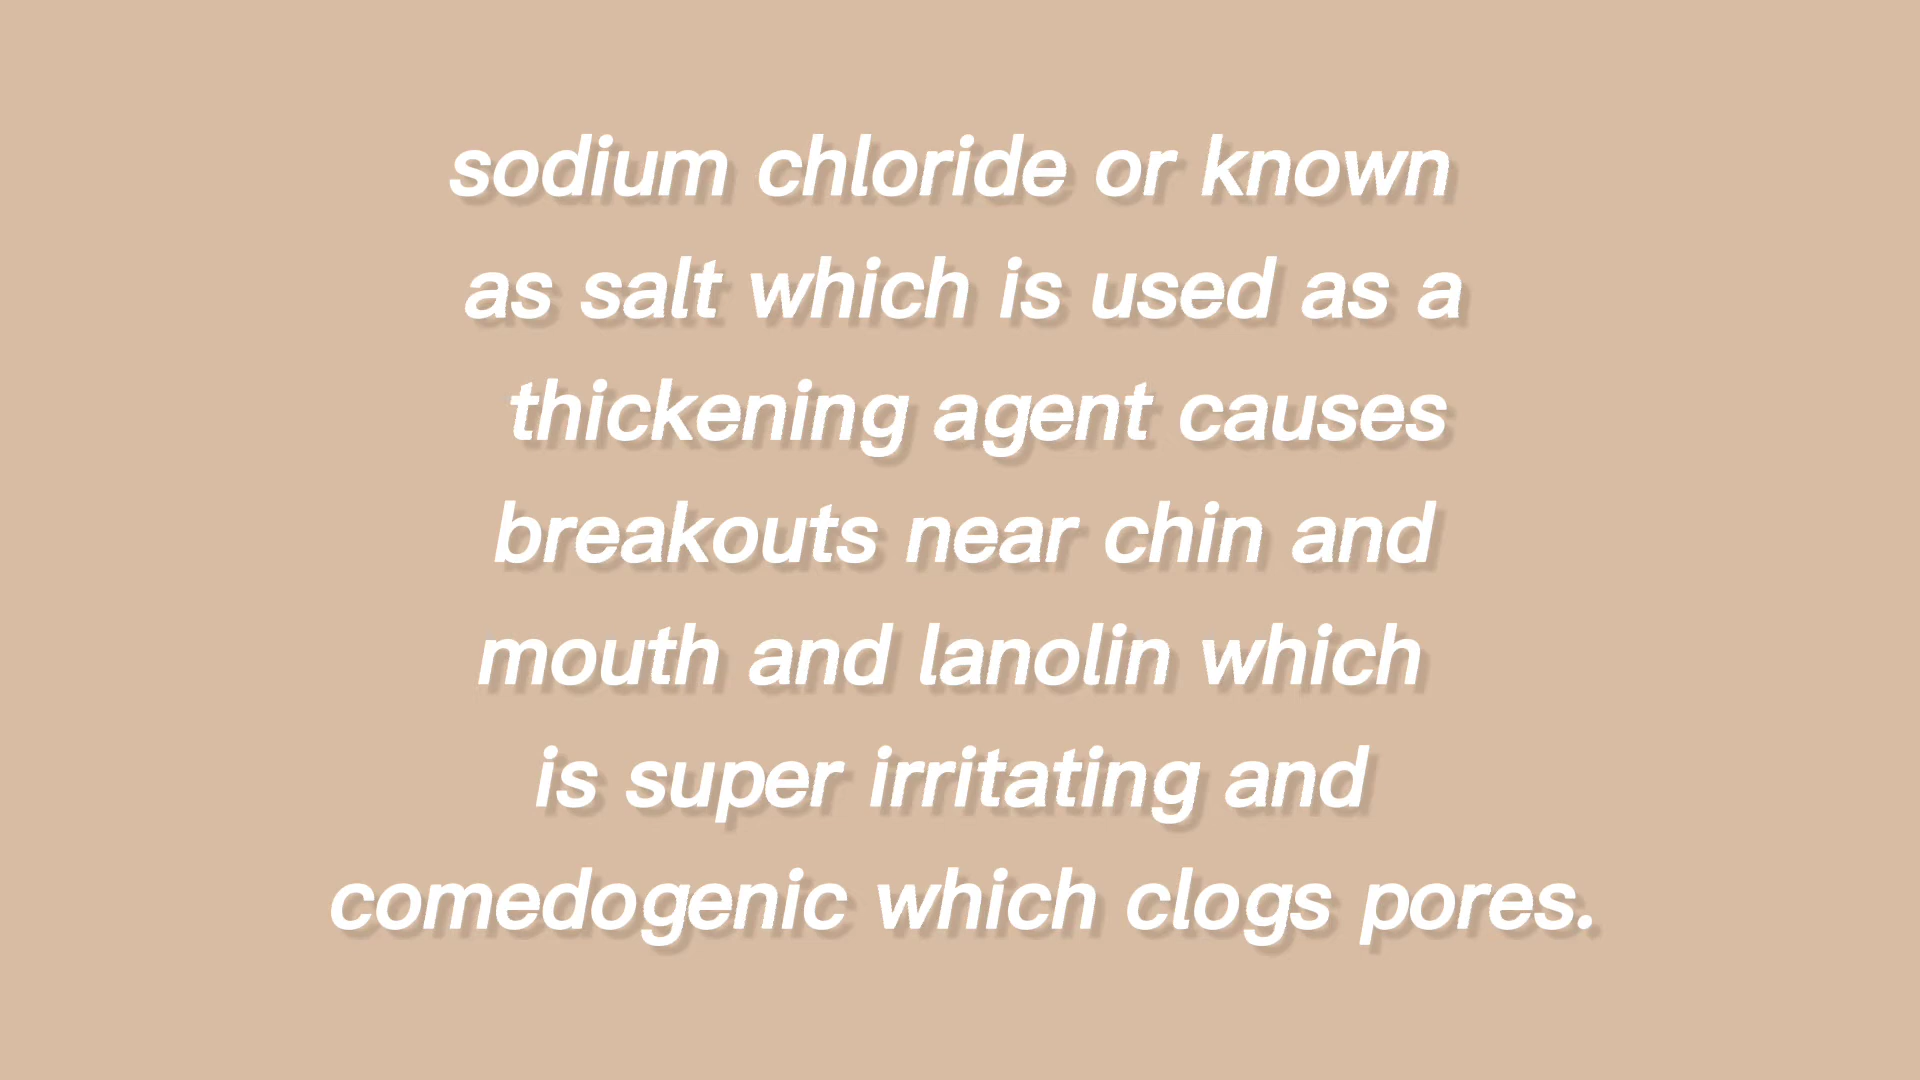 sodium chloride or known
as salt which is used as a
thickening agent causes
breakouts near chin and
mouth and lanolin which
is super irritating and
comedogenic which clogs pores.